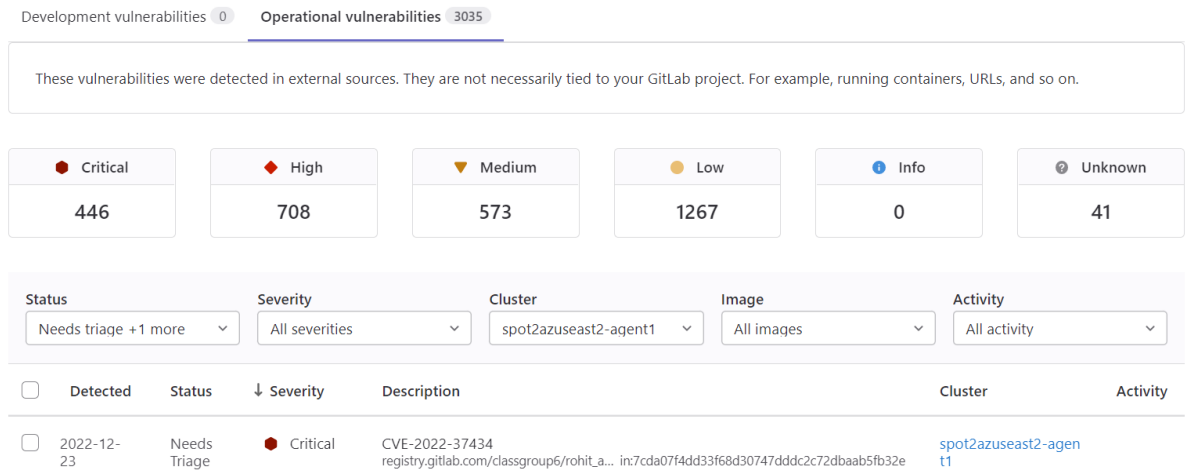 Development vulnerabilities 0 Operational vulnerabilities 3035
These vulnerabilities were detected in external sources. They are not necessarily tied to your GitLab project. For example, running containers, URLs, and so on.
Critical High Medium Low Info Unknown
446 708 573 1267 0 41
Status Severity Cluster Image Activity
Needs triage +1 more All severities spot2azuseast2-agent1 All images All activity
Detected Status Severity Description Cluster Activity
2022-12- Needs Critical CVE-2022-37434 spot2azuseast2-agen
23 Triage registry.gitlab.com/classgroup6/rohit_a... in:7cda07f4dd33f68d30747dddc2c72dbaab5fb32e t1